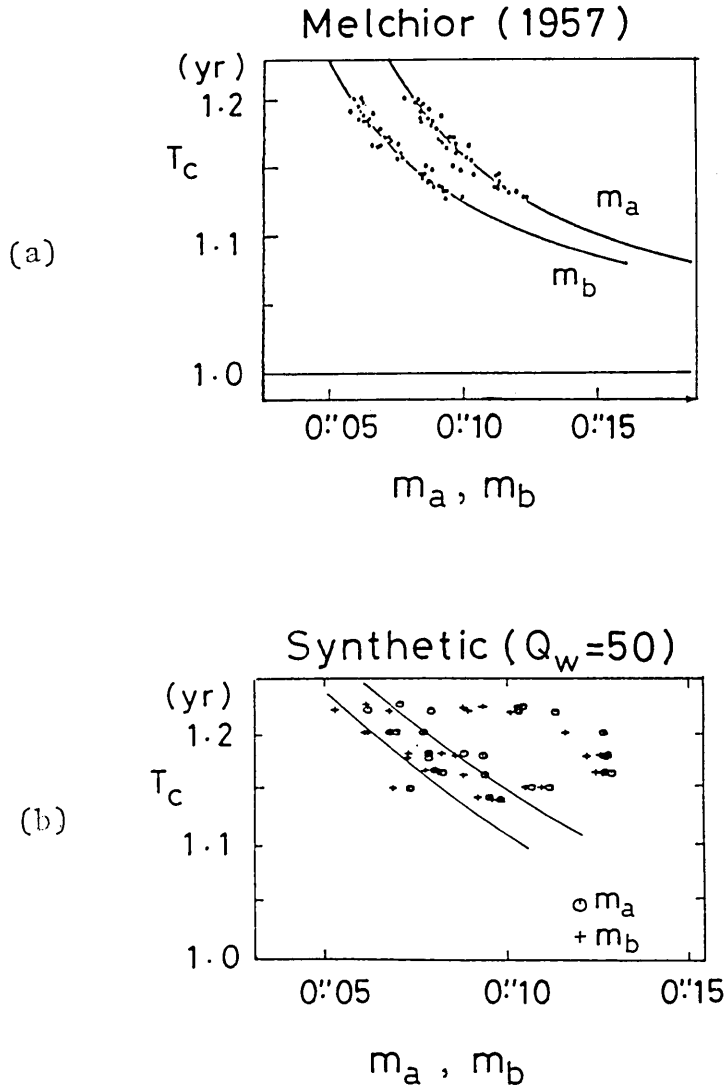 Melchior (1957)
(yr)
1.2
T_c
1.1
1.0
(a)
m_a
m_b
0."05 0."10 0."15
m_a , m_b
Synthetic (Q_w=50)
(yr)
1.2
T_c
1.1
1.0
(b)
m_a
+ m_b
0."05 0."10 0."15
m_a , m_b